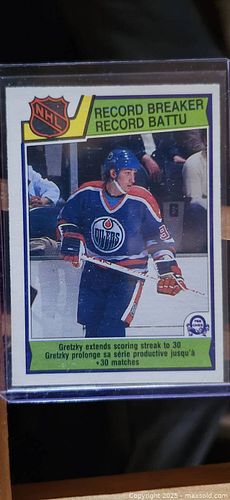 NHL
RECORD BREAKER
RECORD BATTU
OILERS
Gretzky extends scoring streak to 30
Gretzky prolonge sa série productive jusqu'à
30 matches
Copyright 2025 - maxsold.com